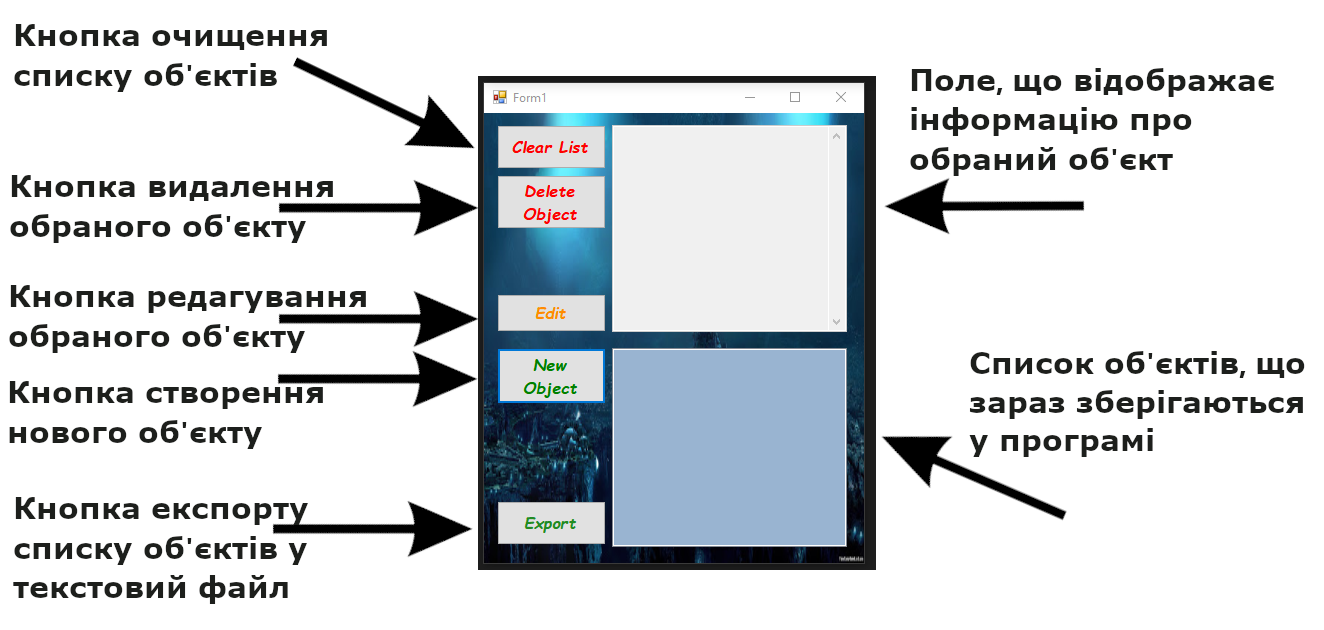 Кнопка очищення
списку об'єктів
Кнопка видалення
обраного об'єкту
Кнопка редагування
обраного об'єкту
Кнопка створення
нового об'єкту
Кнопка експорту
списку об'єктів у
текстовий файл
Form1
Clear List
Delete
Object
Edit
New
Object
Export
Поле, що відображає
інформацію про
обраний об'єкт
Список об'єктів, що
зараз зберігаються
у програмі